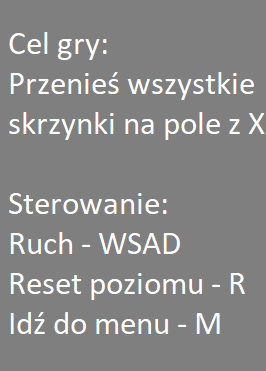 Cel gry:
Przenieś wszystkie
skrzynki na pole z X
Sterowanie:
Ruch - WSAD
Reset poziomu - R
Idź do menu - M